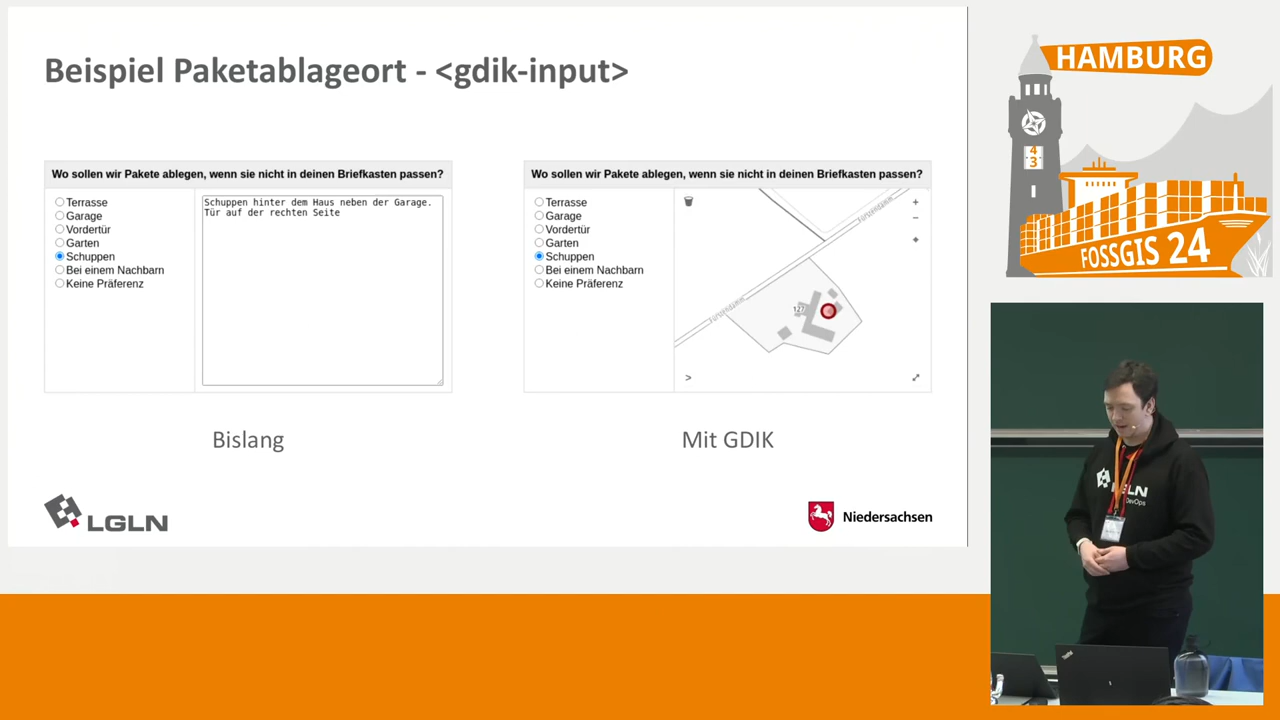 Beispiel Paketablageort - <gdik-input>
Wo sollen wir Pakete ablegen, wenn sie nicht in deinen Briefkasten passen?
Terrasse
Garage
Vordertür
Garten
Schuppen
Bei einem Nachbarn
Keine Präferenz
Schuppen hinter dem Haus neben der Garage.
Tür auf der rechten Seite
Bislang
Wo sollen wir Pakete ablegen, wenn sie nicht in deinen Briefkasten passen?
Terrasse
Garage
Vordertür
Garten
Schuppen
Bei einem Nachbarn
Keine Präferenz
+
−
127
>
Mit GDIK
LGLN
Niedersachsen
HAMBURG
4
3
FOSSGIS 24
LGLN
DevOps